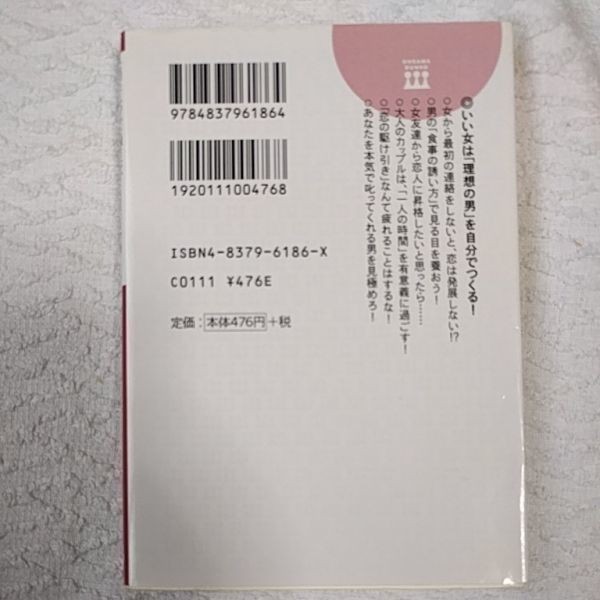 OHSAMA
BUNKO
◎いい女は「理想の男」を自分でつくる!
○女から最初の連絡をしないと、恋は発展しない!?
○男の「食事の誘い方」で見る目を養おう!
○女友達から恋人に昇格したいと思ったら……
○大人のカップルは、「一人の時間」を有意義に過ごす!
○「恋の駆け引き」なんて疲れることはするな!
○あなたを本気で叱ってくれる男を見極めろ!
9784837961864
1920111004768
ISBN4-8379-6186-X
C0111 ¥476E
定価:本体476円+税